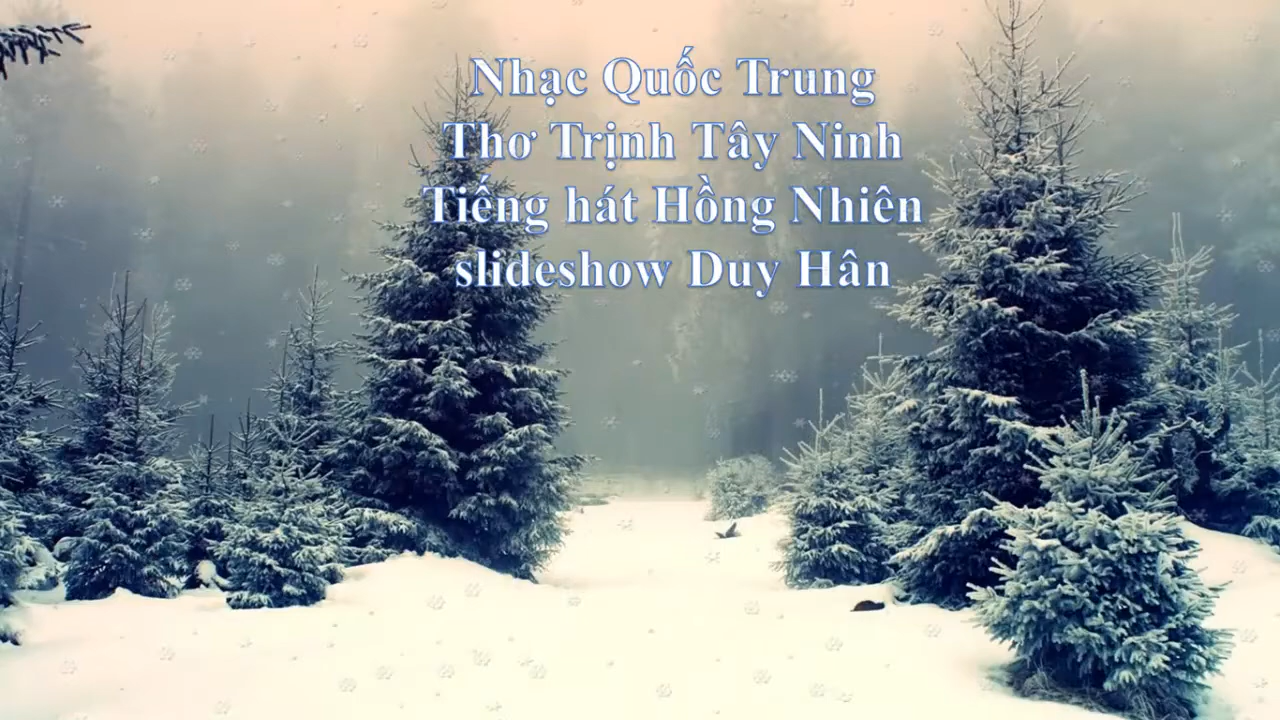 Nhạc Quốc Trung
Thơ Trịnh Tây Ninh
Tiếng hát Hồng Nhiên
slideshow Duy Hân